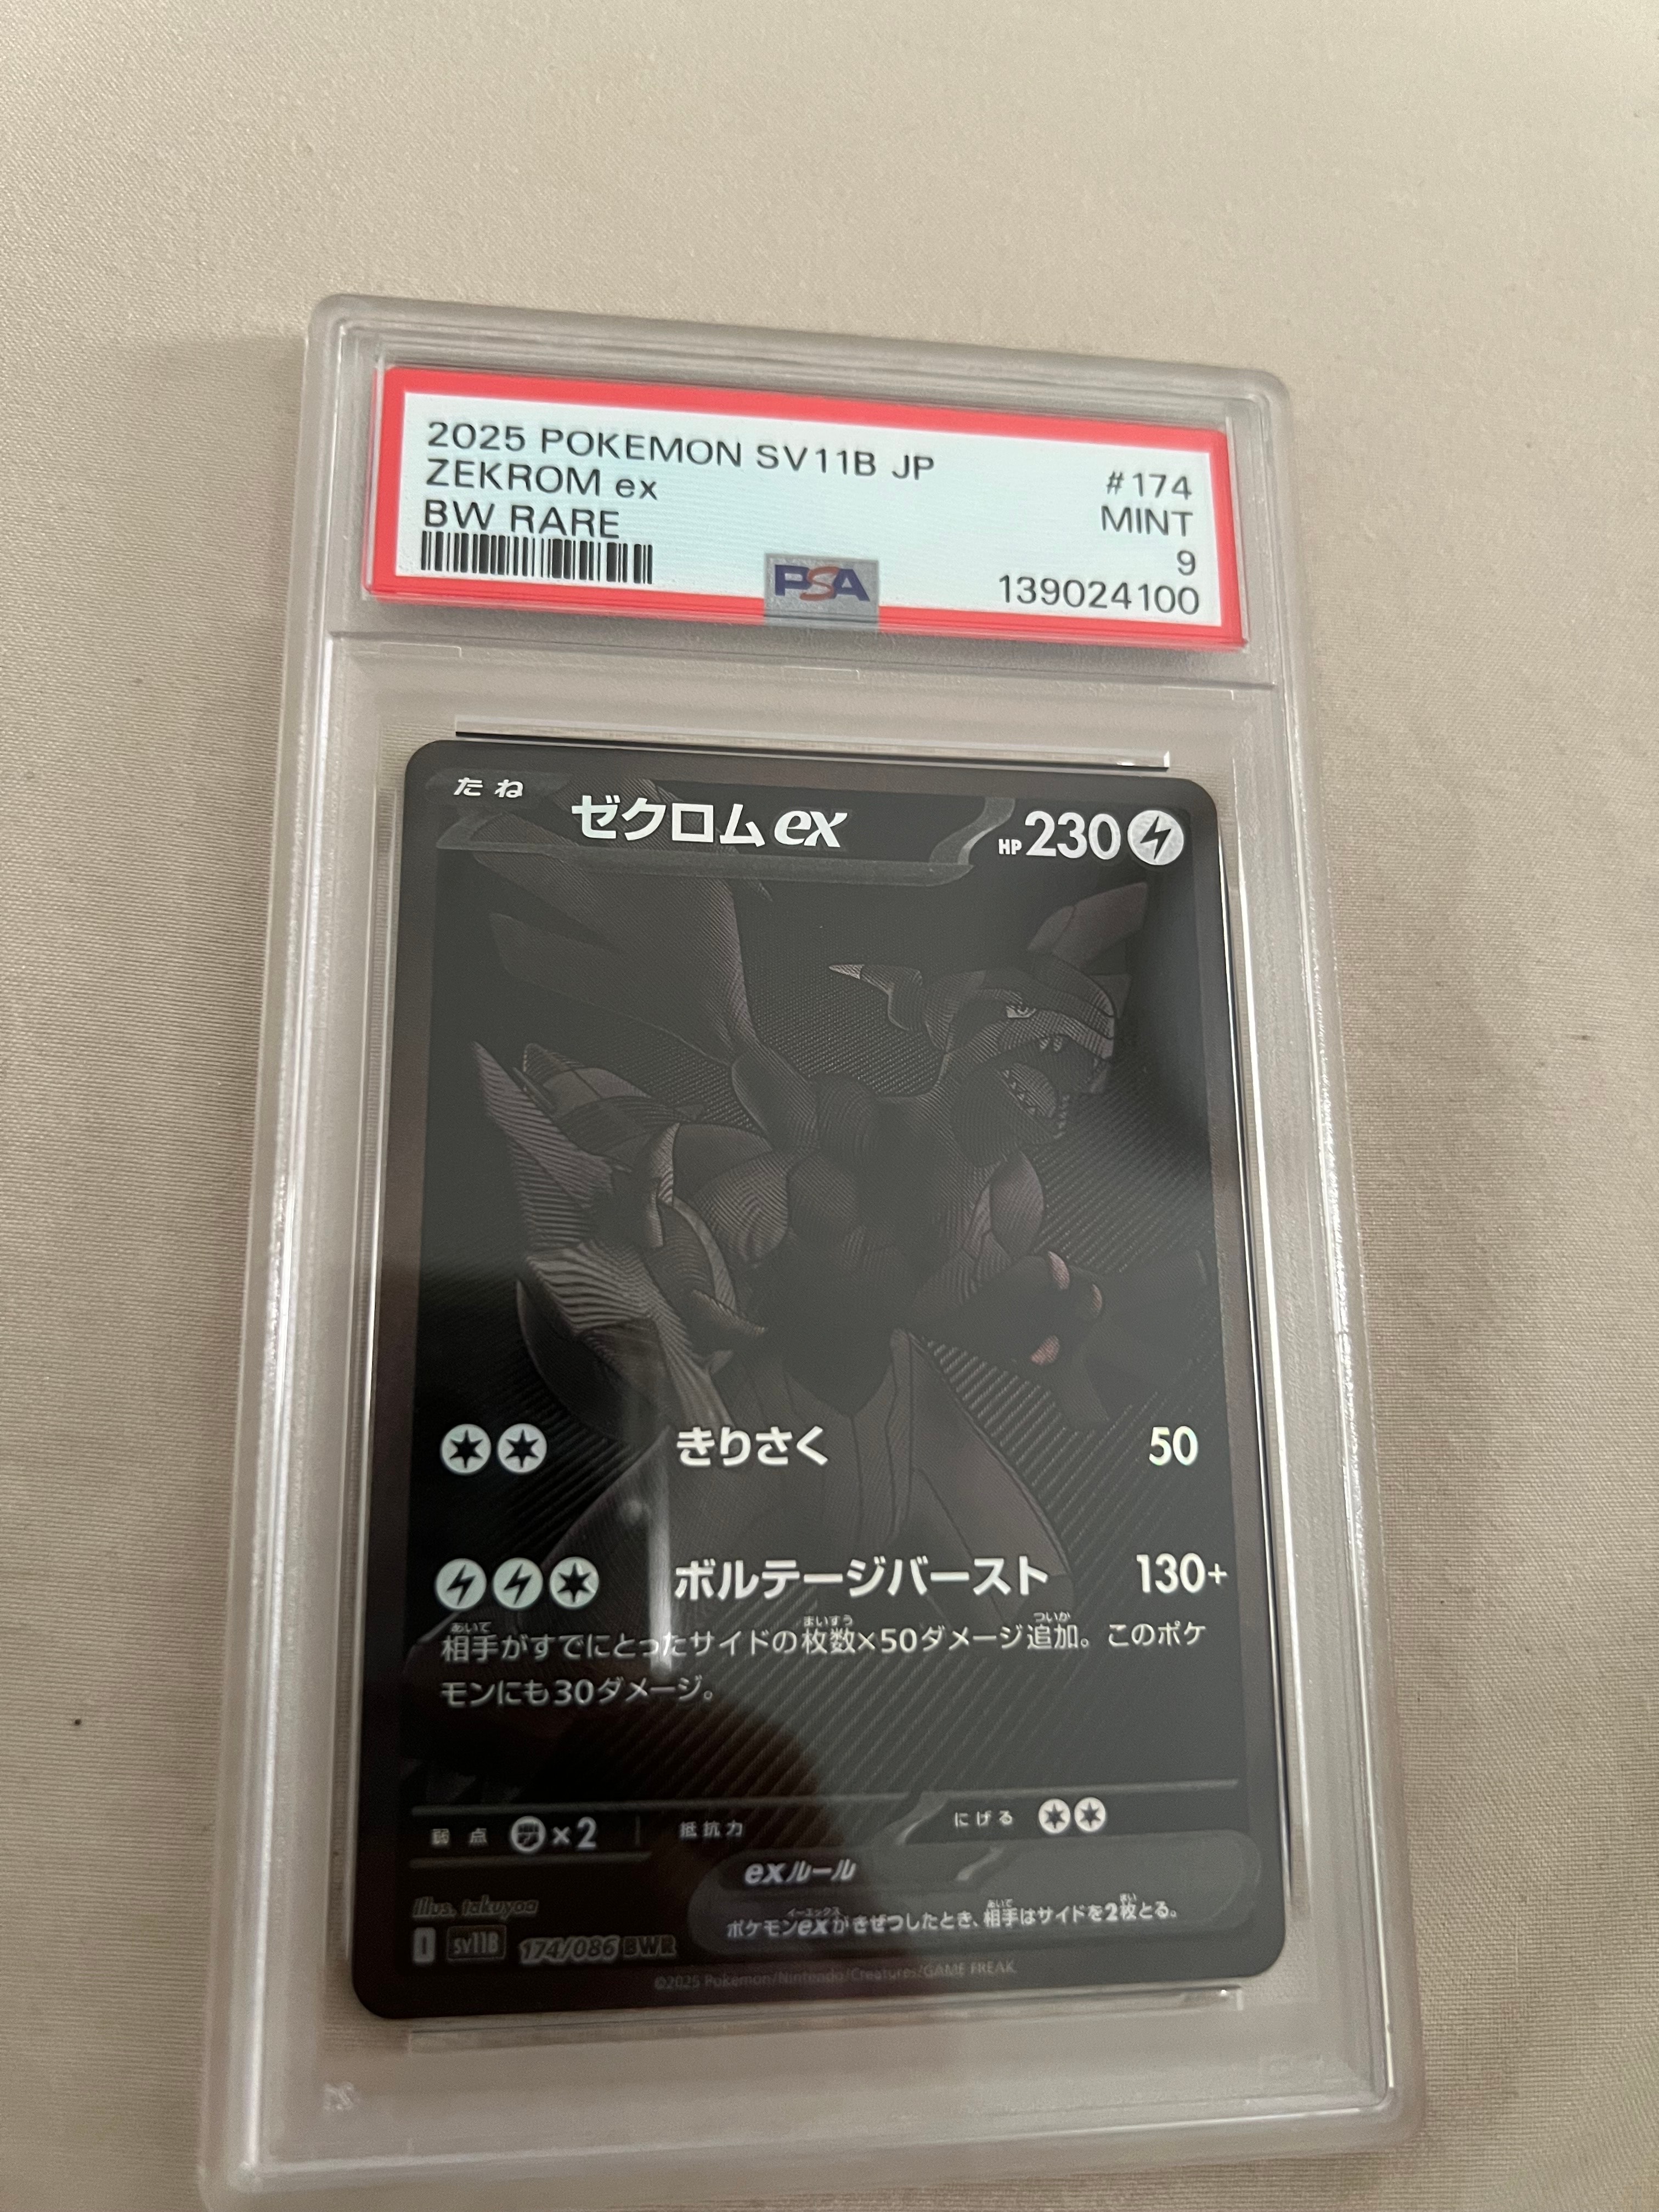 2025 POKEMON SV11B JP
#174
ZEKROM ex
MINT
BW RARE
9
PSA
139024100
たね
ゼクロムex
HP230
きりさく
50
ボルテージバースト
130+
相手がすでにとったサイドの枚数×50ダメージ追加。このポケ
モンにも30ダメージ。
弱点
×2
抵抗力
にげる
exルール
ポケモンexがきぜつしたとき、相手はサイドを2枚とる。
Illus. takuyoa
I
sv11B
174/086 BWR
©2025 Pokémon/Nintendo/Creatures/GAME FREAK.